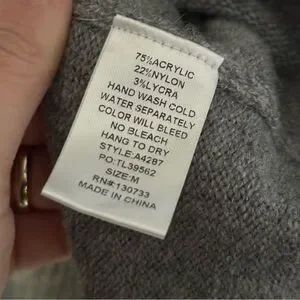 75%ACRYLIC
22%NYLON
3%LYCRA
HAND WASH COLD
WATER SEPARATELY
COLOR WILL BLEED
NO BLEACH
HANG TO DRY
STYLE:A42B7
PO:TL39562
SIZE:M
RN#:130733
MADE IN CHINA